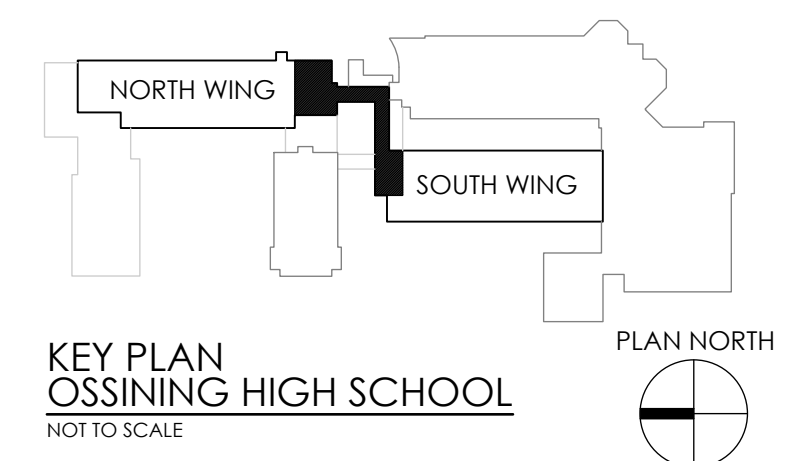 NORTH WING
SOUTH WING
KEY PLAN
OSSINING HIGH SCHOOL
NOT TO SCALE
PLAN NORTH